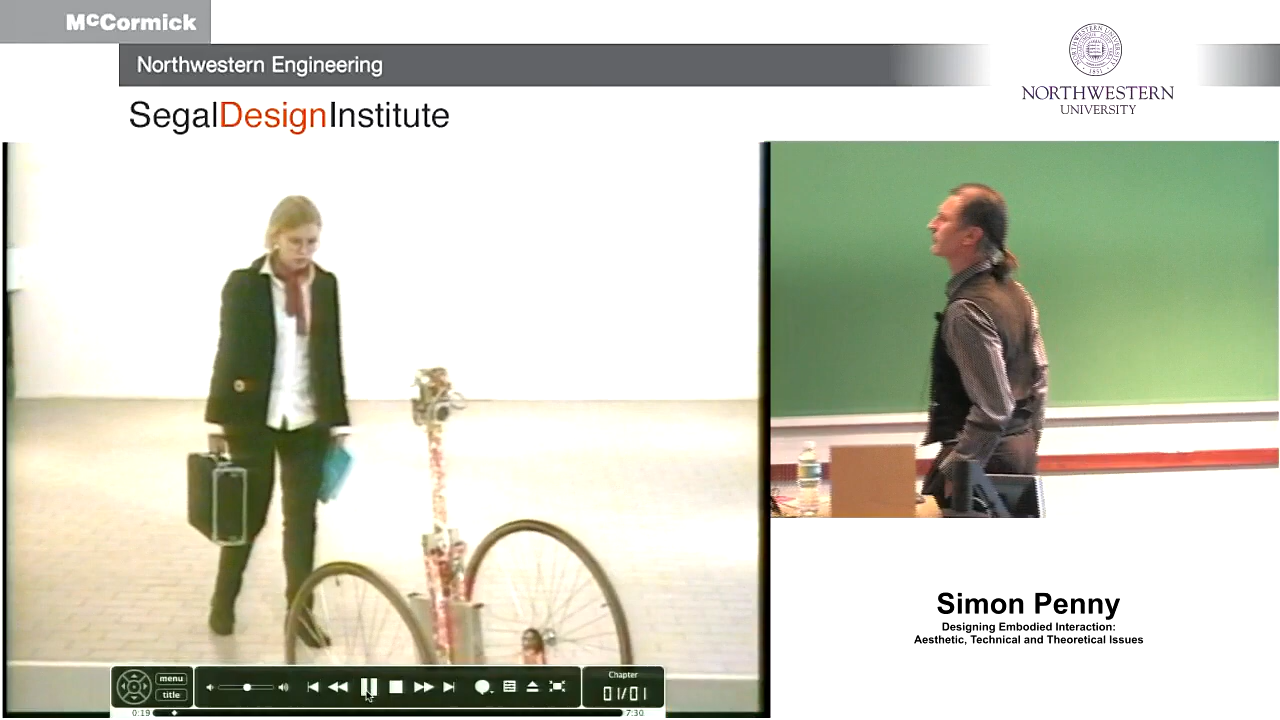 McCormick
Northwestern Engineering
SegalDesignInstitute
NORTHWESTERN
UNIVERSITY
Simon Penny
Designing Embodied Interaction:
Aesthetic, Technical and Theoretical Issues
menu
title
Chapter
01/01
0:19
7:30